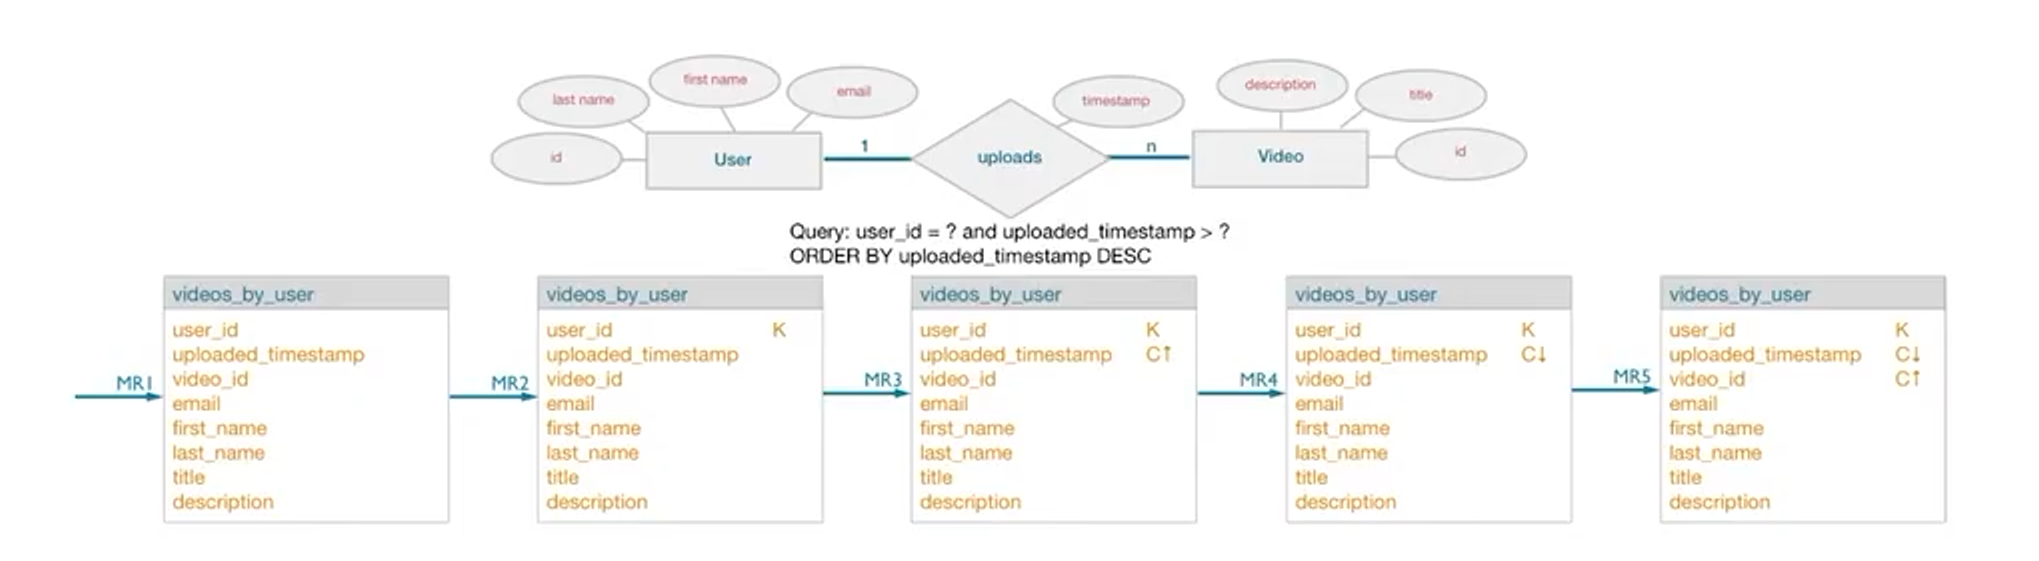 first name
last name
email
id
User
1
uploads
timestamp
n
description
title
id
Video
Query: user_id = ? and uploaded_timestamp > ?
ORDER BY uploaded_timestamp DESC
MR1
videos_by_user
user_id
uploaded_timestamp
video_id
email
first_name
last_name
title
description
MR2
videos_by_user
user_id K
uploaded_timestamp
video_id
email
first_name
last_name
title
description
MR3
videos_by_user
user_id K
uploaded_timestamp C↑
video_id
email
first_name
last_name
title
description
MR4
videos_by_user
user_id K
uploaded_timestamp C↓
video_id
email
first_name
last_name
title
description
MR5
videos_by_user
user_id K
uploaded_timestamp C↓
video_id C↑
email
first_name
last_name
title
description